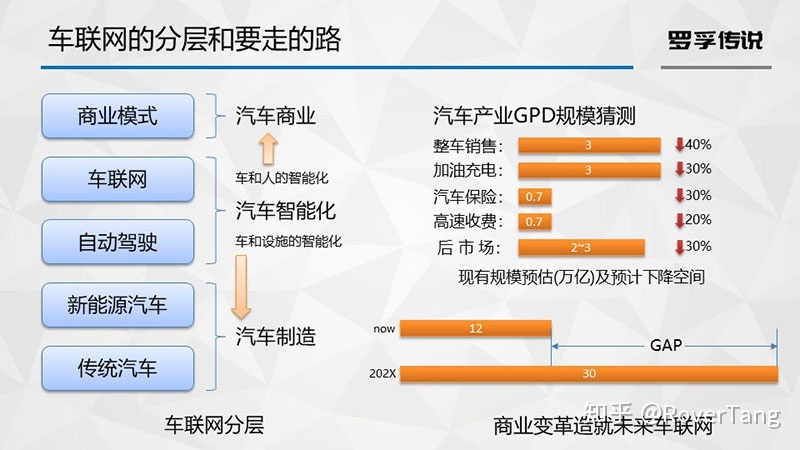 车联网的分层和要走的路
罗孚传说
商业模式
车联网
自动驾驶
新能源汽车
传统汽车
汽车商业
车和人的智能化
汽车智能化
车和设施的智能化
汽车制造
车联网分层
汽车产业GPD规模猜测
整车销售： 3 40%
加油充电： 3 30%
汽车保险： 0.7 30%
高速收费： 0.7 20%
后 市 场： 2~3 30%
现有规模预估(万亿)及预计下降空间
now 12
GAP
202X 30
商业变革造就未来车联网
知乎 @RoverTang